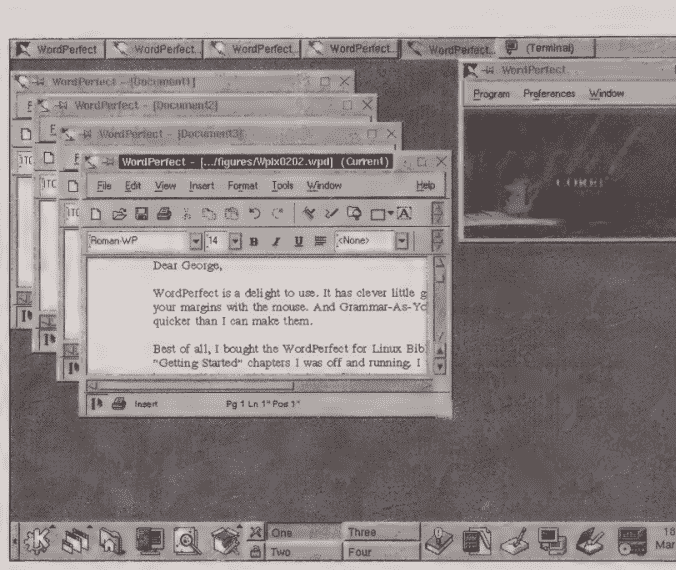 WordPerfect WordPerfect... WordPerfect... WordPerfect... WordPerfect... (Terminal)
WordPerfect - [Document1]
WordPerfect
Program Preferences Window
WordPerfect - [Document2]
WordPerfect - [Document3]
WordPerfect - [.../figures/Wplx0202.wpd] (Current)
File Edit View Insert Format Tools Window Help
COREL
Roman-WP 14 B I U <None>
Dear George,
WordPerfect is a delight to use. It has clever little g
your margins with the mouse. And Grammar-As-Yo
quicker than I can make them.
Best of all, I bought the WordPerfect for Linux Bib
"Getting Started" chapters I was off and running. I
Insert Pg 1 Ln 1" Pos 1"
One Three
Two Four
18
Mar